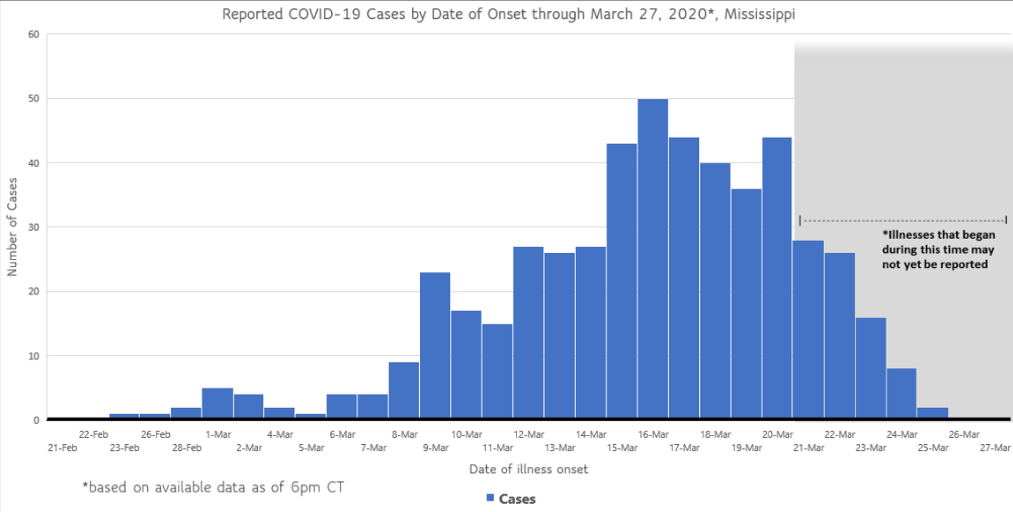 Reported COVID-19 Cases by Date of Onset through March 27, 2020*, Mississippi
60
50
40
30
20
10
0
Number of Cases
*Illnesses that began
during this time may
not yet be reported
22-Feb 26-Feb 1-Mar 4-Mar 6-Mar 8-Mar 10-Mar 12-Mar 14-Mar 16-Mar 18-Mar 20-Mar 22-Mar 24-Mar 26-Mar
21-Feb 23-Feb 28-Feb 2-Mar 5-Mar 7-Mar 9-Mar 11-Mar 13-Mar 15-Mar 17-Mar 19-Mar 21-Mar 23-Mar 25-Mar 27-Mar
Date of illness onset
*based on available data as of 6pm CT
Cases